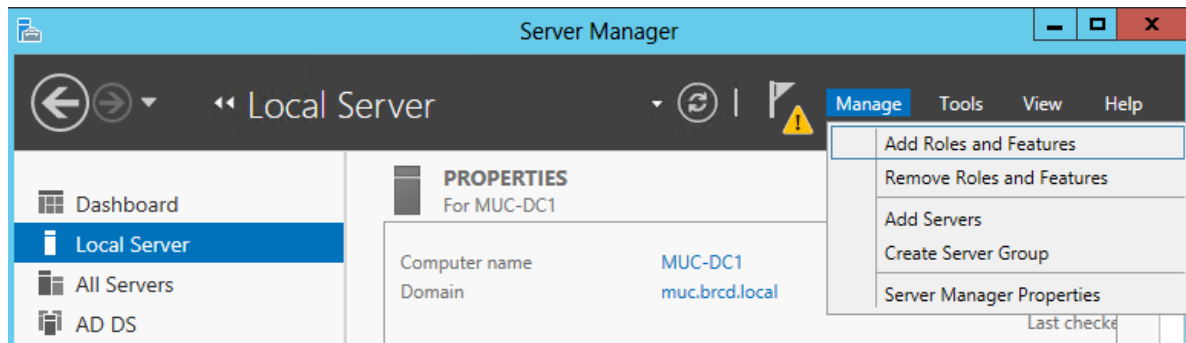 Server Manager
Local Server
Manage Tools View Help
Add Roles and Features
Remove Roles and Features
Add Servers
Create Server Group
Server Manager Properties
Dashboard
Local Server
All Servers
AD DS
PROPERTIES
For MUC-DC1
Computer name MUC-DC1
Domain muc.brcd.local
Last checke